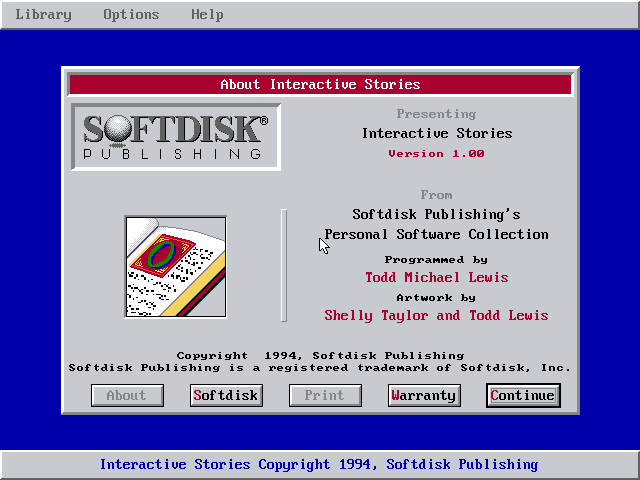 Library Options Help
About Interactive Stories
SOFTDISK®
PUBLISHING
Presenting
Interactive Stories
Version 1.00
From
Softdisk Publishing's
Personal Software Collection
Programmed by
Todd Michael Lewis
Artwork by
Shelly Taylor and Todd Lewis
Copyright 1994, Softdisk Publishing
Softdisk Publishing is a registered trademark of Softdisk, Inc.
About Softdisk Print Warranty Continue
Interactive Stories Copyright 1994, Softdisk Publishing